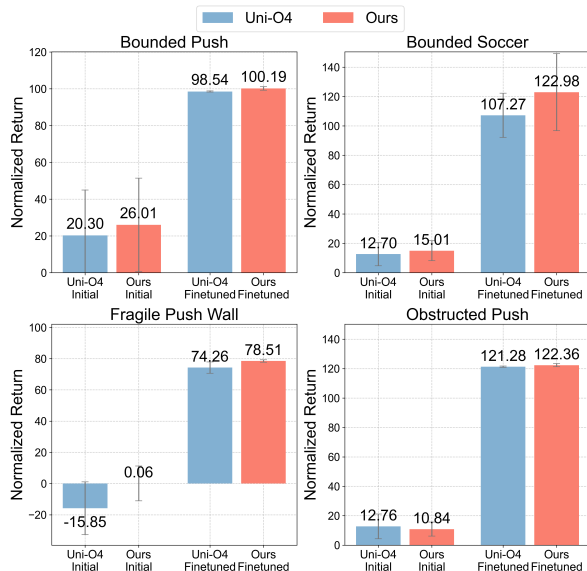 Uni-O4 Ours
Bounded Push
Normalized Return
120
100
80
60
40
20
0
20.30
26.01
98.54
100.19
Uni-O4 Initial
Ours Initial
Uni-O4 Finetuned
Ours Finetuned
Bounded Soccer
Normalized Return
140
120
100
80
60
40
20
0
12.70
15.01
107.27
122.98
Uni-O4 Initial
Ours Initial
Uni-O4 Finetuned
Ours Finetuned
Fragile Push Wall
Normalized Return
100
80
60
40
20
0
−20
-15.85
0.06
74.26
78.51
Uni-O4 Initial
Ours Initial
Uni-O4 Finetuned
Ours Finetuned
Obstructed Push
Normalized Return
140
120
100
80
60
40
20
0
12.76
10.84
121.28
122.36
Uni-O4 Initial
Ours Initial
Uni-O4 Finetuned
Ours Finetuned